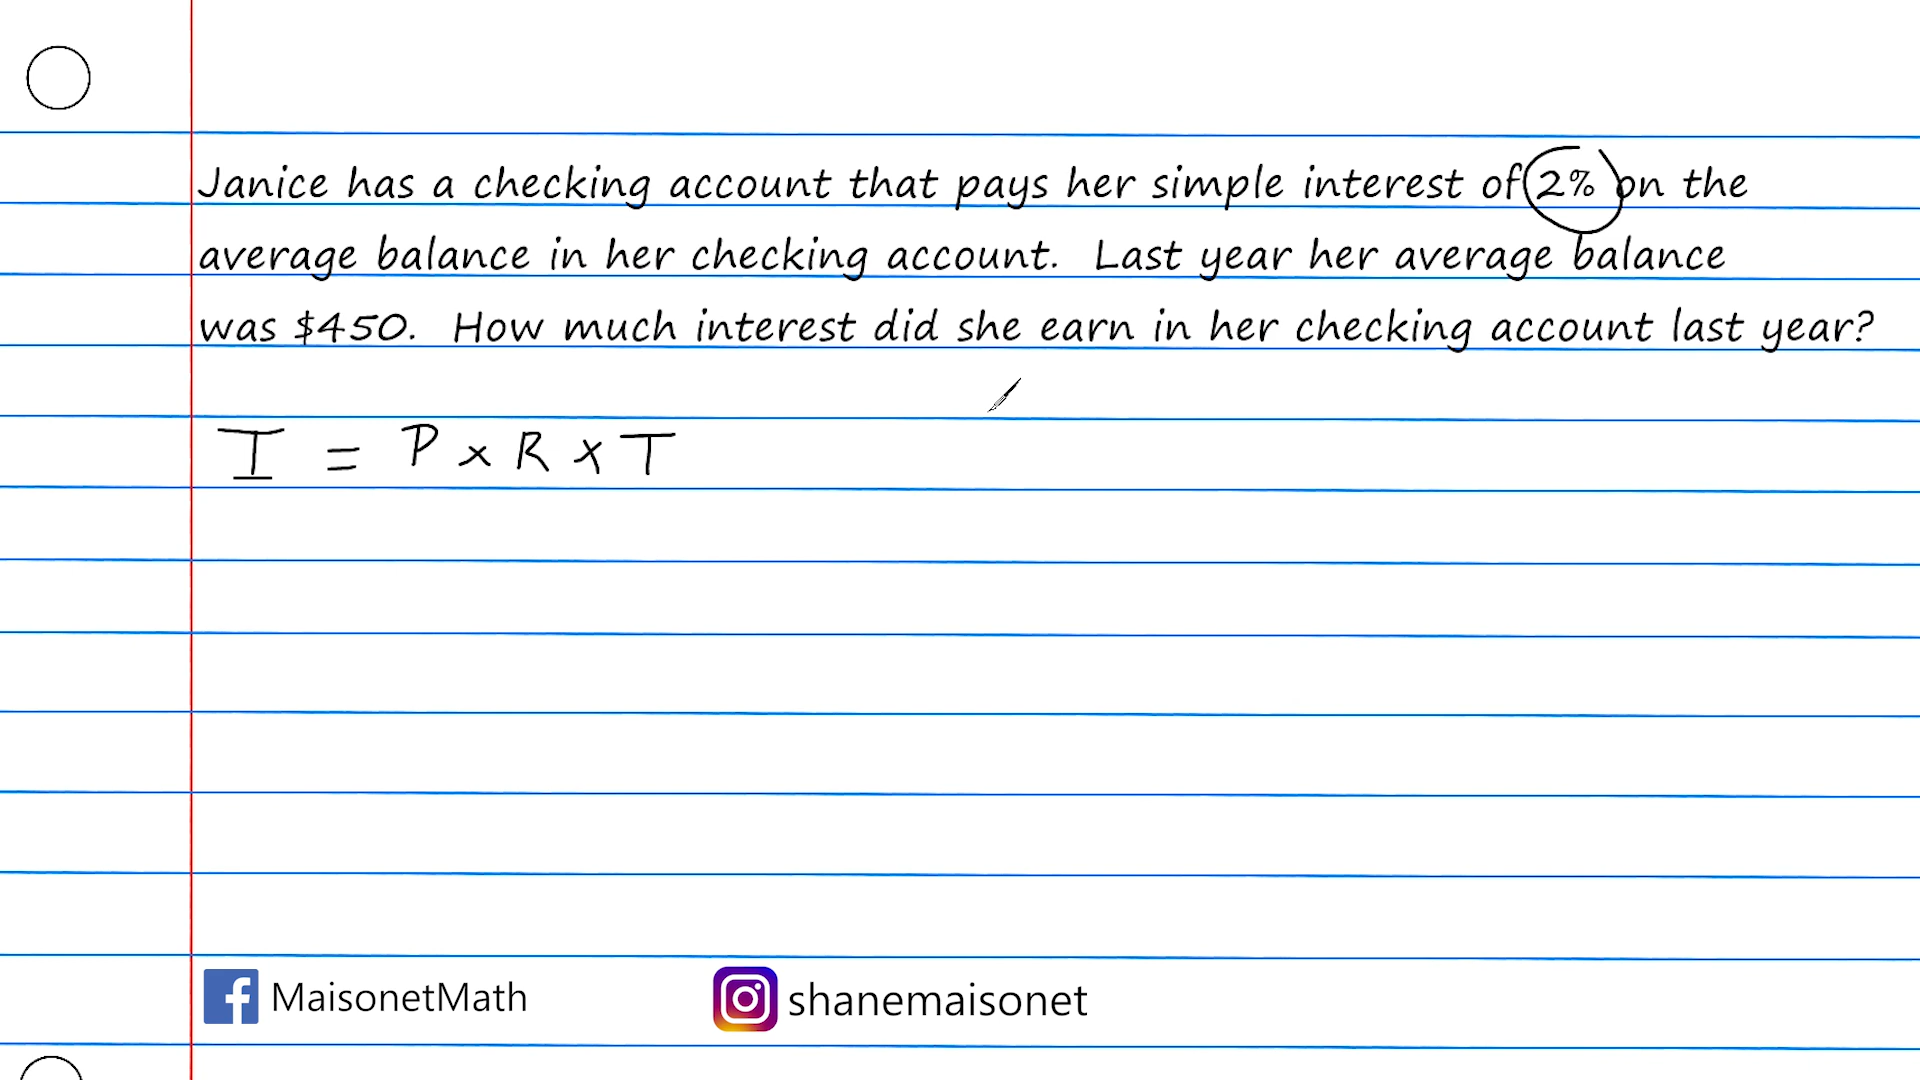 Janice has a checking account that pays her simple interest of 2% on the
average balance in her checking account. Last year her average balance
was $450. How much interest did she earn in her checking account last year?
I = P x R x T
MaisonetMath
shanemaisonet